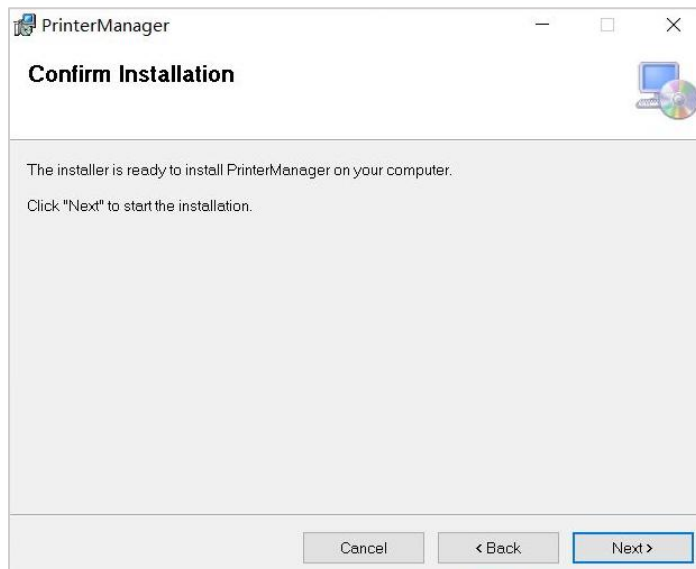 PrinterManager
Confirm Installation
The installer is ready to install PrinterManager on your computer.
Click "Next" to start the installation.
Cancel
< Back
Next >